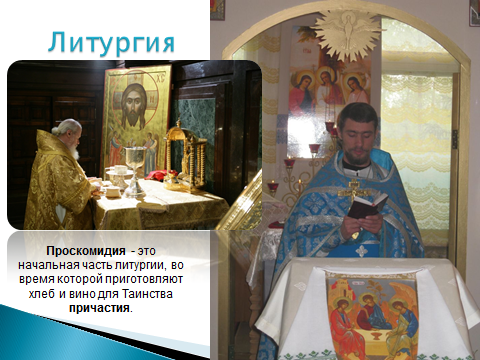 Литургия
Проскомидия - это
начальная часть литургии, во
время которой приготовляют
хлеб и вино для Таинства
причастия.